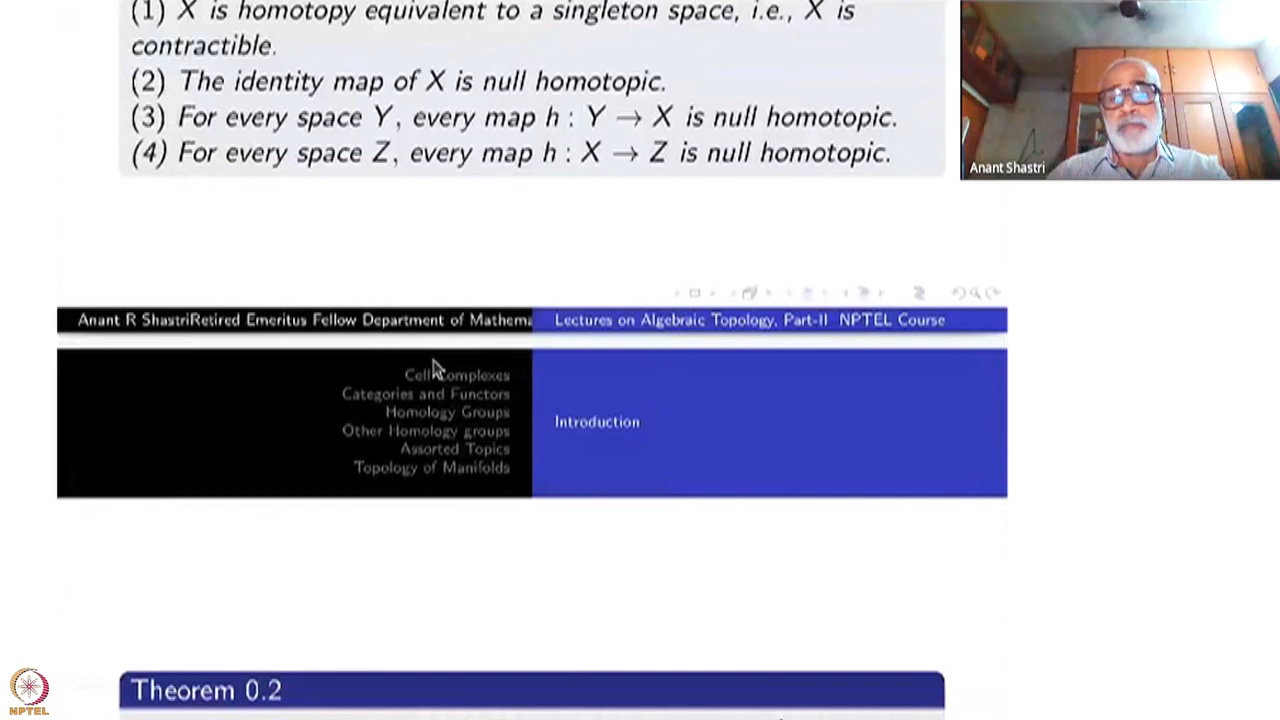 (1) X is homotopy equivalent to a singleton space, i.e., X is
contractible.
(2) The identity map of X is null homotopic.
(3) For every space Y, every map h : Y → X is null homotopic.
(4) For every space Z, every map h : X → Z is null homotopic.
Anant Shastri
Anant R ShastriRetired Emeritus Fellow Department of Mathema
Lectures on Algebraic Topology, Part-II NPTEL Course
Cell Complexes
Categories and Functors
Homology Groups
Other Homology groups
Assorted Topics
Topology of Manifolds
Introduction
Theorem 0.2
NPTEL